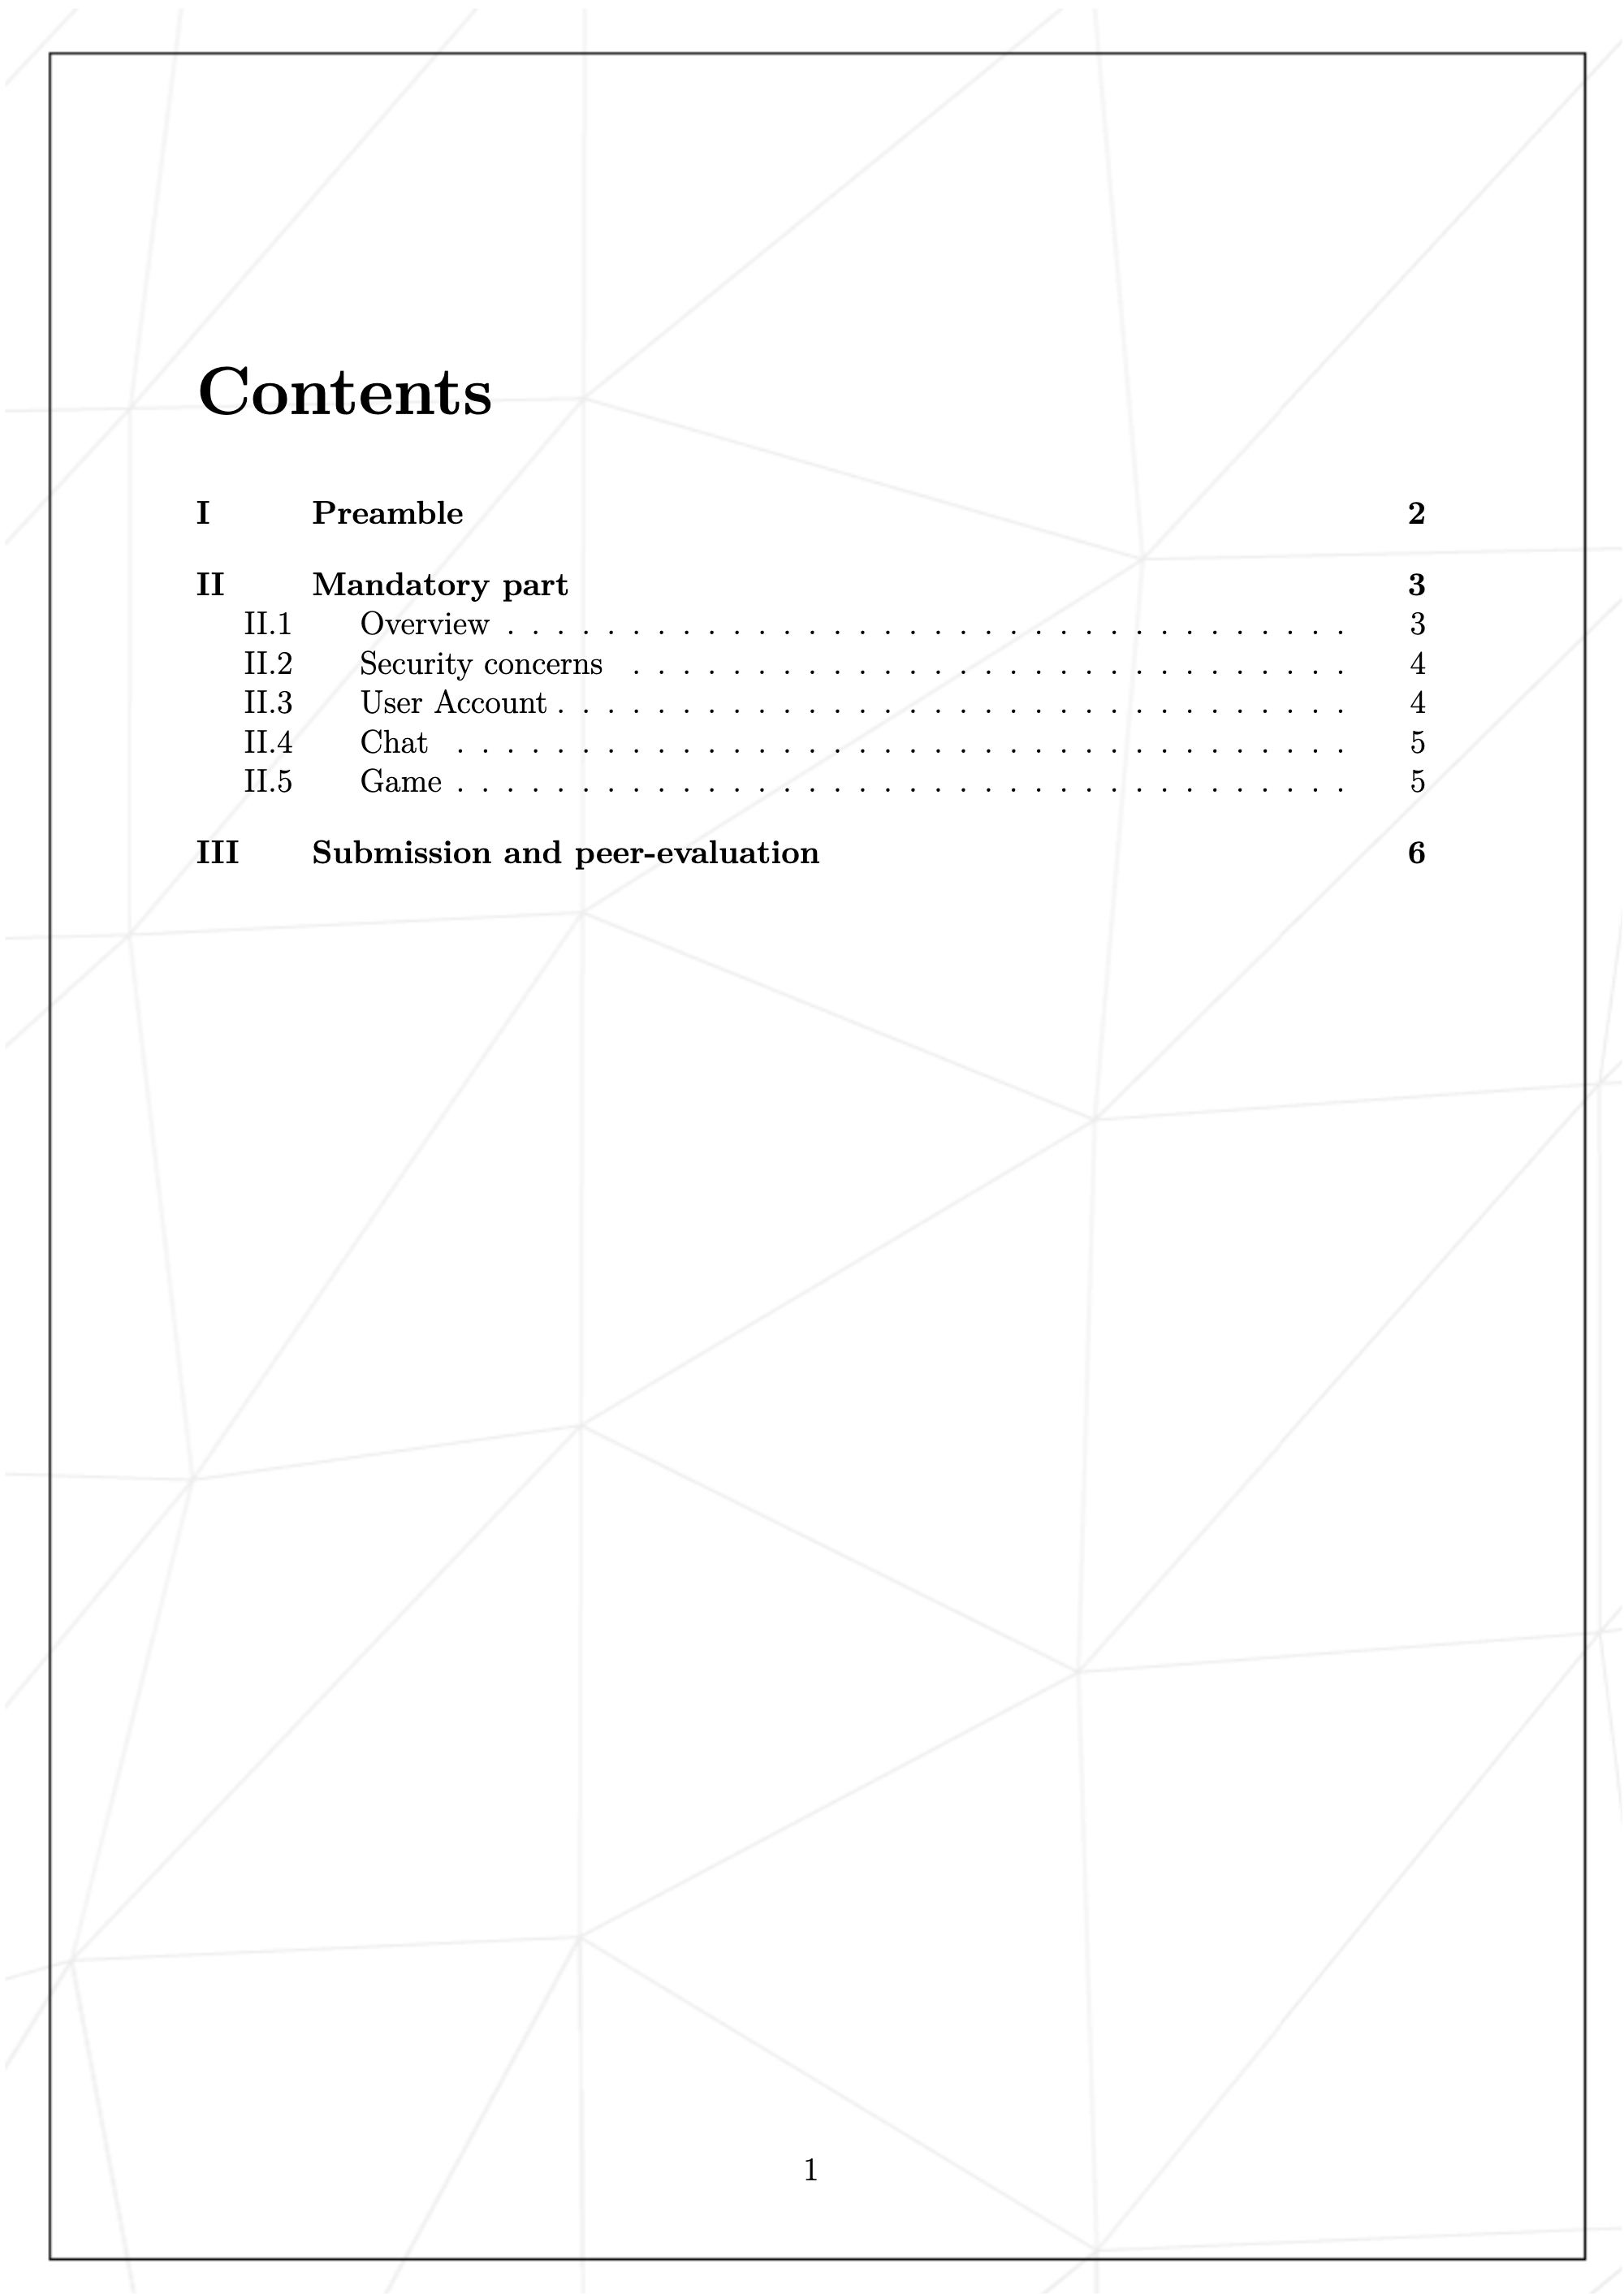 Contents
I Preamble 2
II Mandatory part 3
II.1 Overview . . . . . . . . . . . . . . . . . . . . . . . . . . . . . . . . . . 3
II.2 Security concerns . . . . . . . . . . . . . . . . . . . . . . . . . . . . . 4
II.3 User Account . . . . . . . . . . . . . . . . . . . . . . . . . . . . . . . . 4
II.4 Chat . . . . . . . . . . . . . . . . . . . . . . . . . . . . . . . . . . . . 5
II.5 Game . . . . . . . . . . . . . . . . . . . . . . . . . . . . . . . . . . . . 5
III Submission and peer-evaluation 6
1